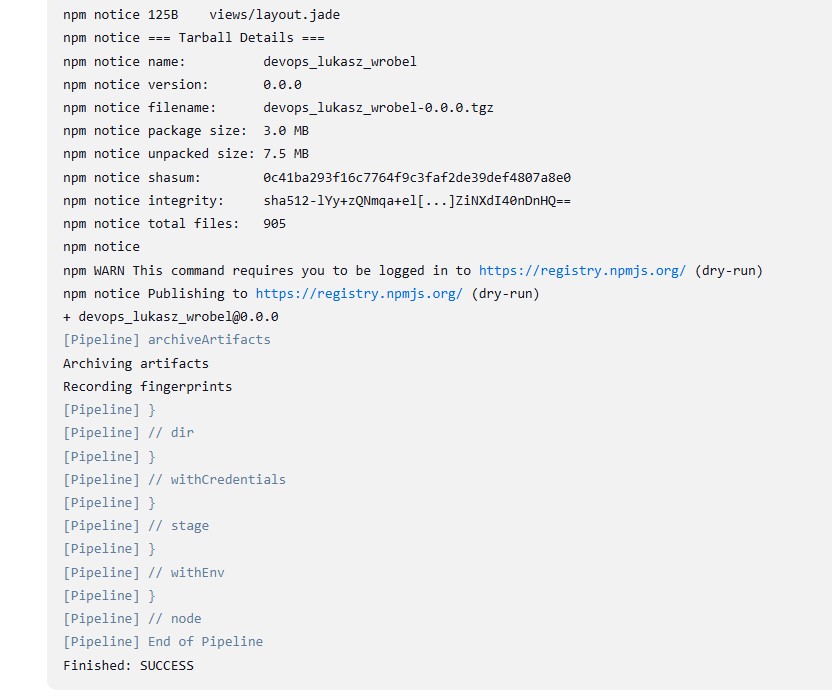 npm notice 125B    views/layout.jade
npm notice === Tarball Details ===
npm notice name:          devops_lukasz_wrobel
npm notice version:       0.0.0
npm notice filename:      devops_lukasz_wrobel-0.0.0.tgz
npm notice package size:  3.0 MB
npm notice unpacked size: 7.5 MB
npm notice shasum:        0c41ba293f16c7764f9c3faf2de39def4807a8e0
npm notice integrity:     sha512-lYy+zQNmqa+el[...]ZiNXdI40nDnHQ==
npm notice total files:   905
npm notice
npm WARN This command requires you to be logged in to https://registry.npmjs.org/ (dry-run)
npm notice Publishing to https://registry.npmjs.org/ (dry-run)
+ devops_lukasz_wrobel@0.0.0
[Pipeline] archiveArtifacts
Archiving artifacts
Recording fingerprints
[Pipeline] }
[Pipeline] // dir
[Pipeline] }
[Pipeline] // withCredentials
[Pipeline] }
[Pipeline] // stage
[Pipeline] }
[Pipeline] // withEnv
[Pipeline] }
[Pipeline] // node
[Pipeline] End of Pipeline
Finished: SUCCESS